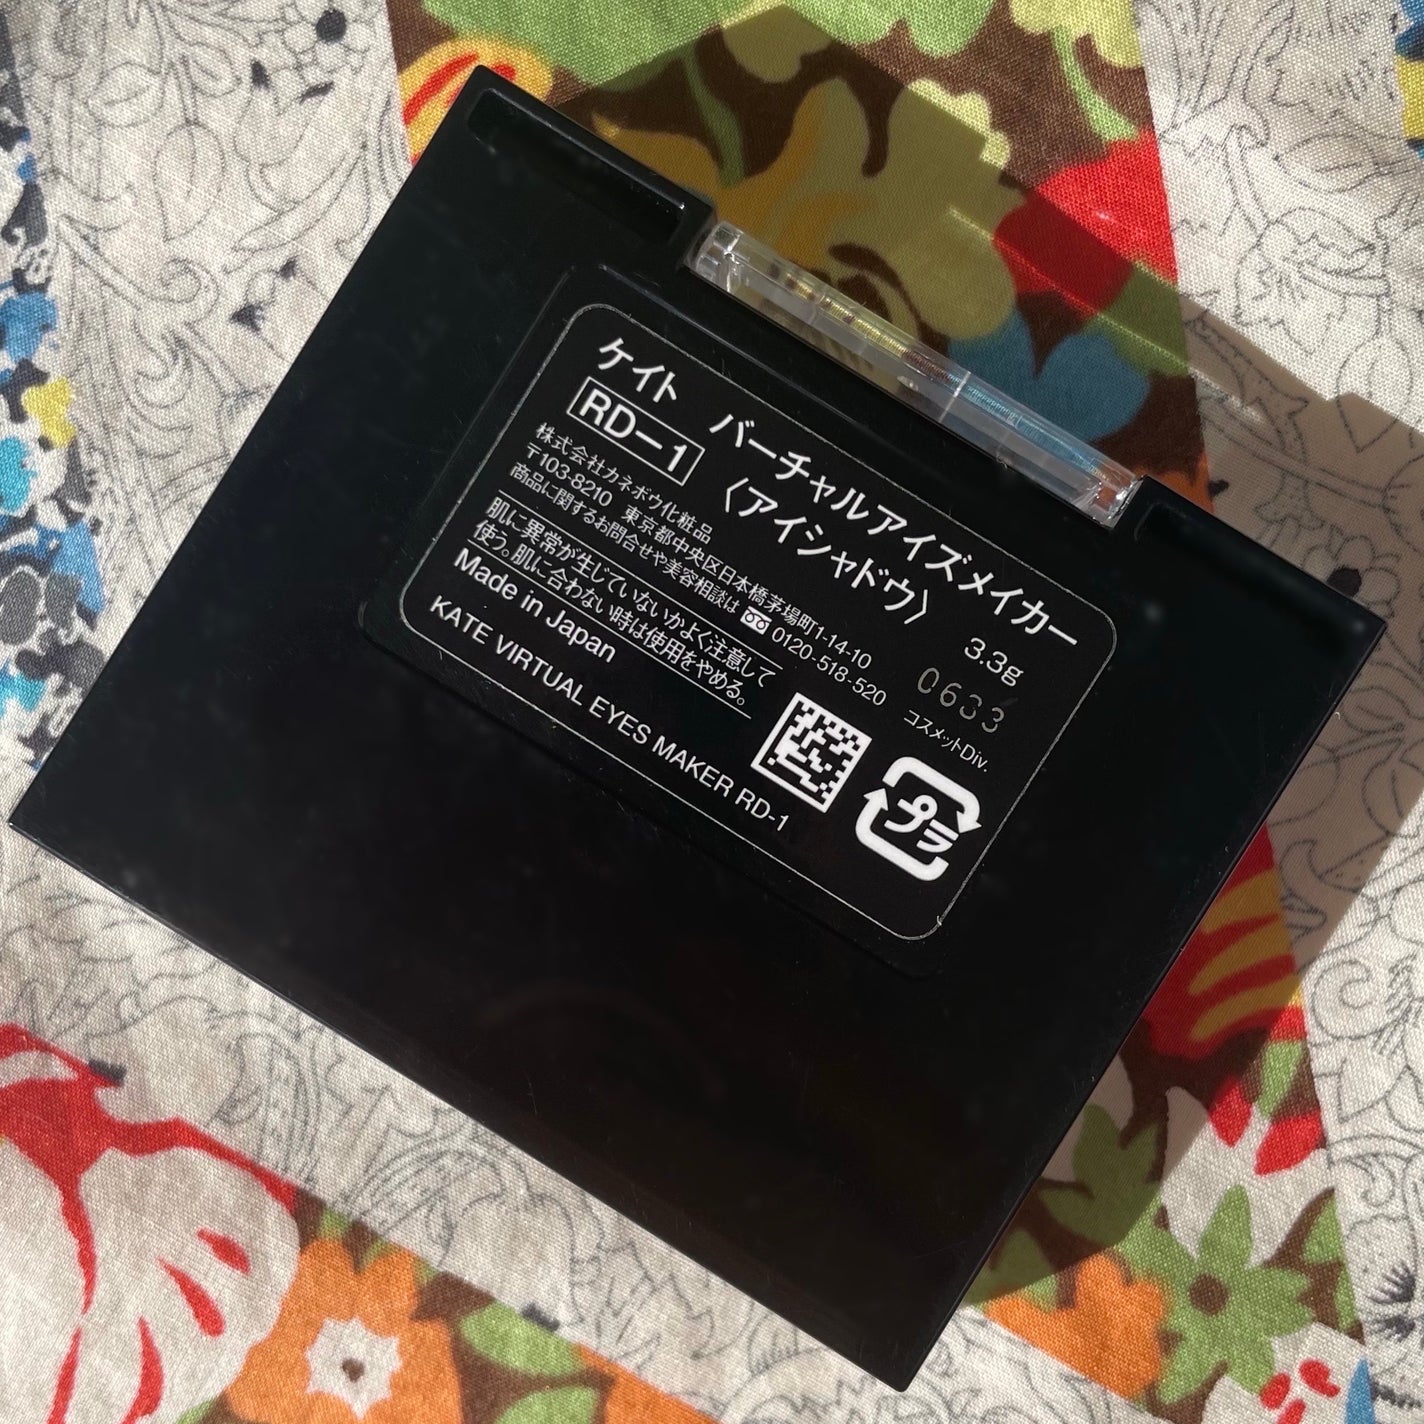 ケイト バーチャルアイズメイカー
RD-1 〈アイシャドウ〉 3.3g
株式会社カネボウ化粧品
〒103-8210 東京都中央区日本橋茅場町1-14-10
商品に関するお問合せや美容相談は 0120-518-520
0633
コスメットDiv.
肌に異常が生じていないかよく注意して
使う。肌に合わない時は使用をやめる。
Made in Japan
KATE VIRTUAL EYES MAKER RD-1
プラ